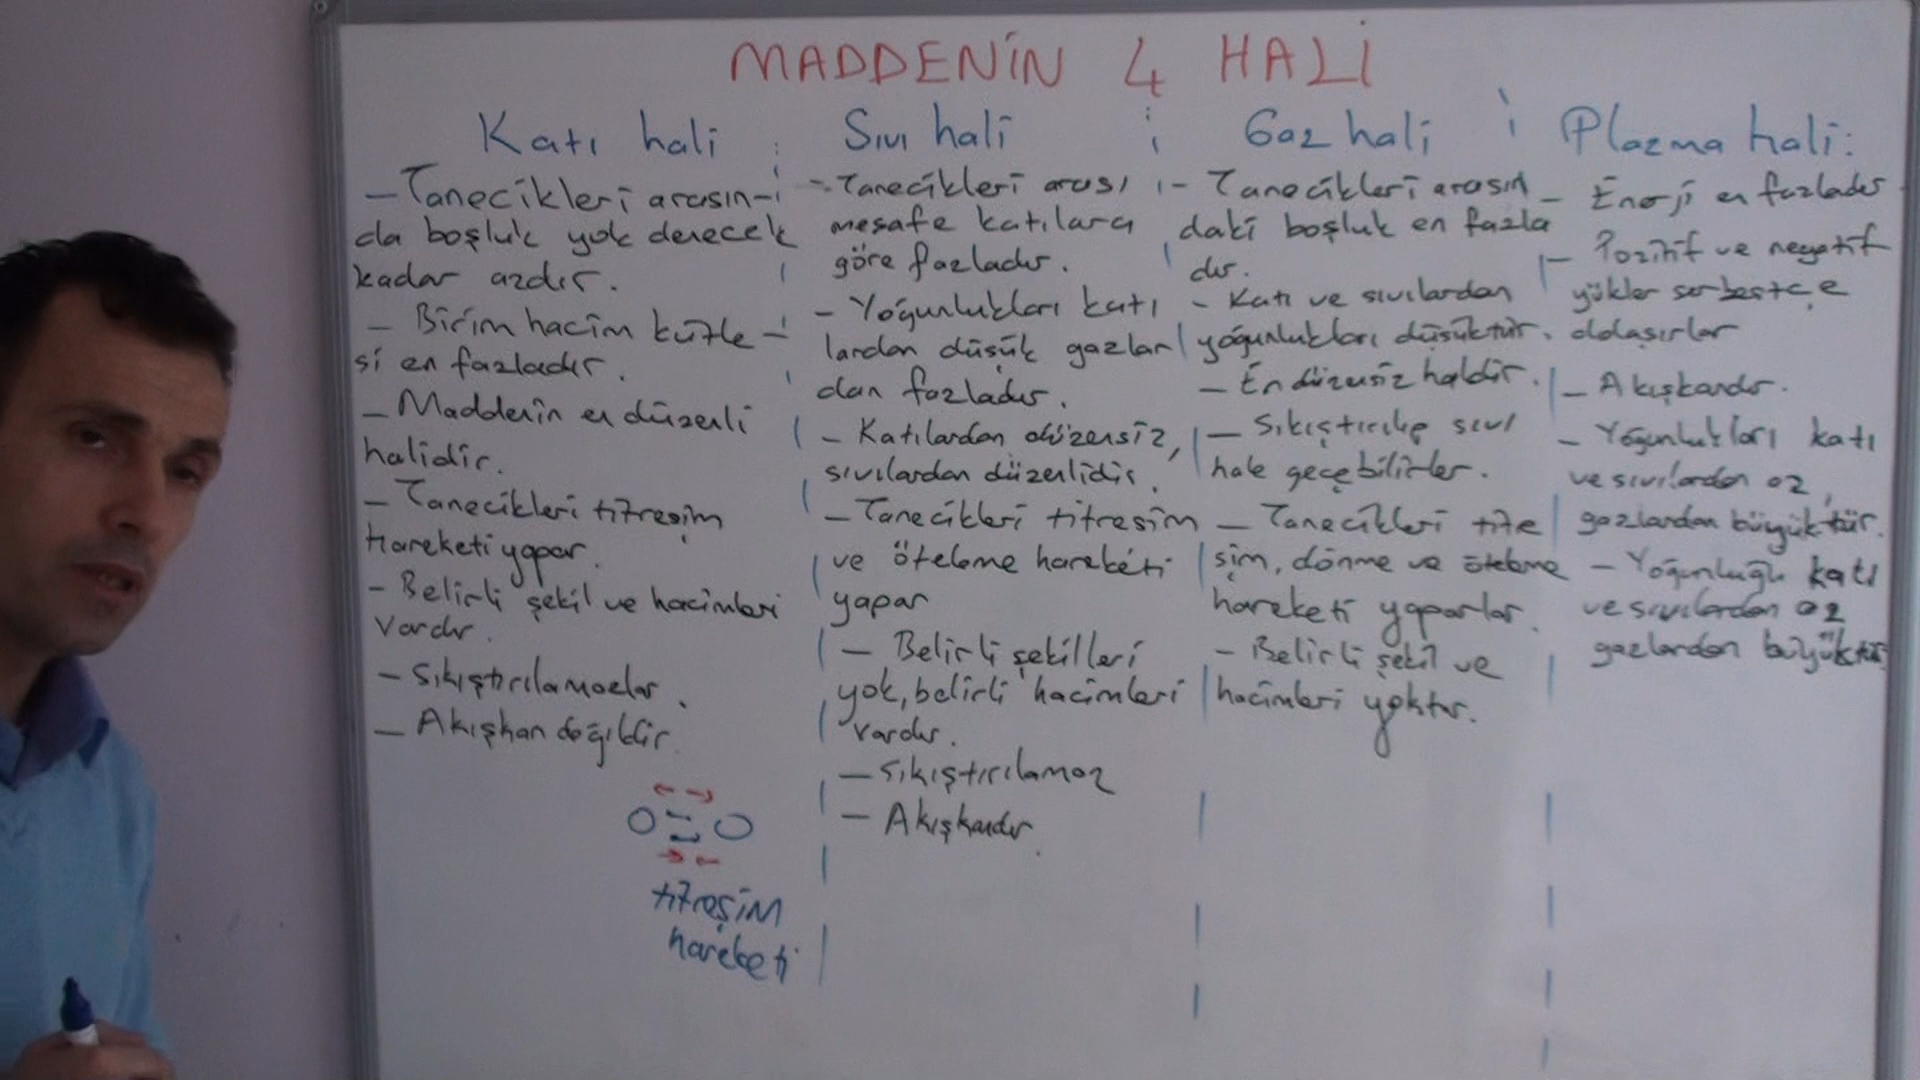 MADDENİN 4 HALİ
Katı hali
– Tanecikleri arasın-
da boşluk yok denecek
kadar azdır.
– Birim hacim kütle –
si en fazladır.
– Maddenin en düzenli
halidir.
– Tanecikleri titreşim
hareketi yapar.
– Belirli şekil ve hacimleri
vardır.
– Sıkıştırılamazlar.
– Akışkan değildir.
titreşim
hareketi
Sıvı hali
– Tanecikleri arası
mesafe katılara
göre fazladır.
– Yoğunlukları katı
lardan düşük gazlar
dan fazladır.
– Katılardan düzensiz,
sıvılardan düzenlidir.
– Tanecikleri titreşim
ve öteleme hareketi
yapar
– Belirli şekilleri
yok, belirli hacimleri
vardır.
– Sıkıştırılamaz
– Akışkandır.
Gaz hali
– Tanecikleri arasın
daki boşluk en fazla
dır.
– Katı ve sıvılardan
yoğunlukları düşüktür.
– En düzensiz haldir.
– Sıkıştırılıp sıvı
hale geçebilirler.
– Tanecikleri titre
şim, dönme ve öteleme
hareketi yaparlar.
– Belirli şekil ve
hacimleri yoktur.
Plazma hali:
– Enerji en fazladır
– Pozitif ve negatif
yükler serbestçe
dolaşırlar
– Akışkandır.
– Yoğunlukları katı
ve sıvılardan az,
gazlardan büyüktür.
– Yoğunluğu katı
ve sıvılardan az
gazlardan büyüktür